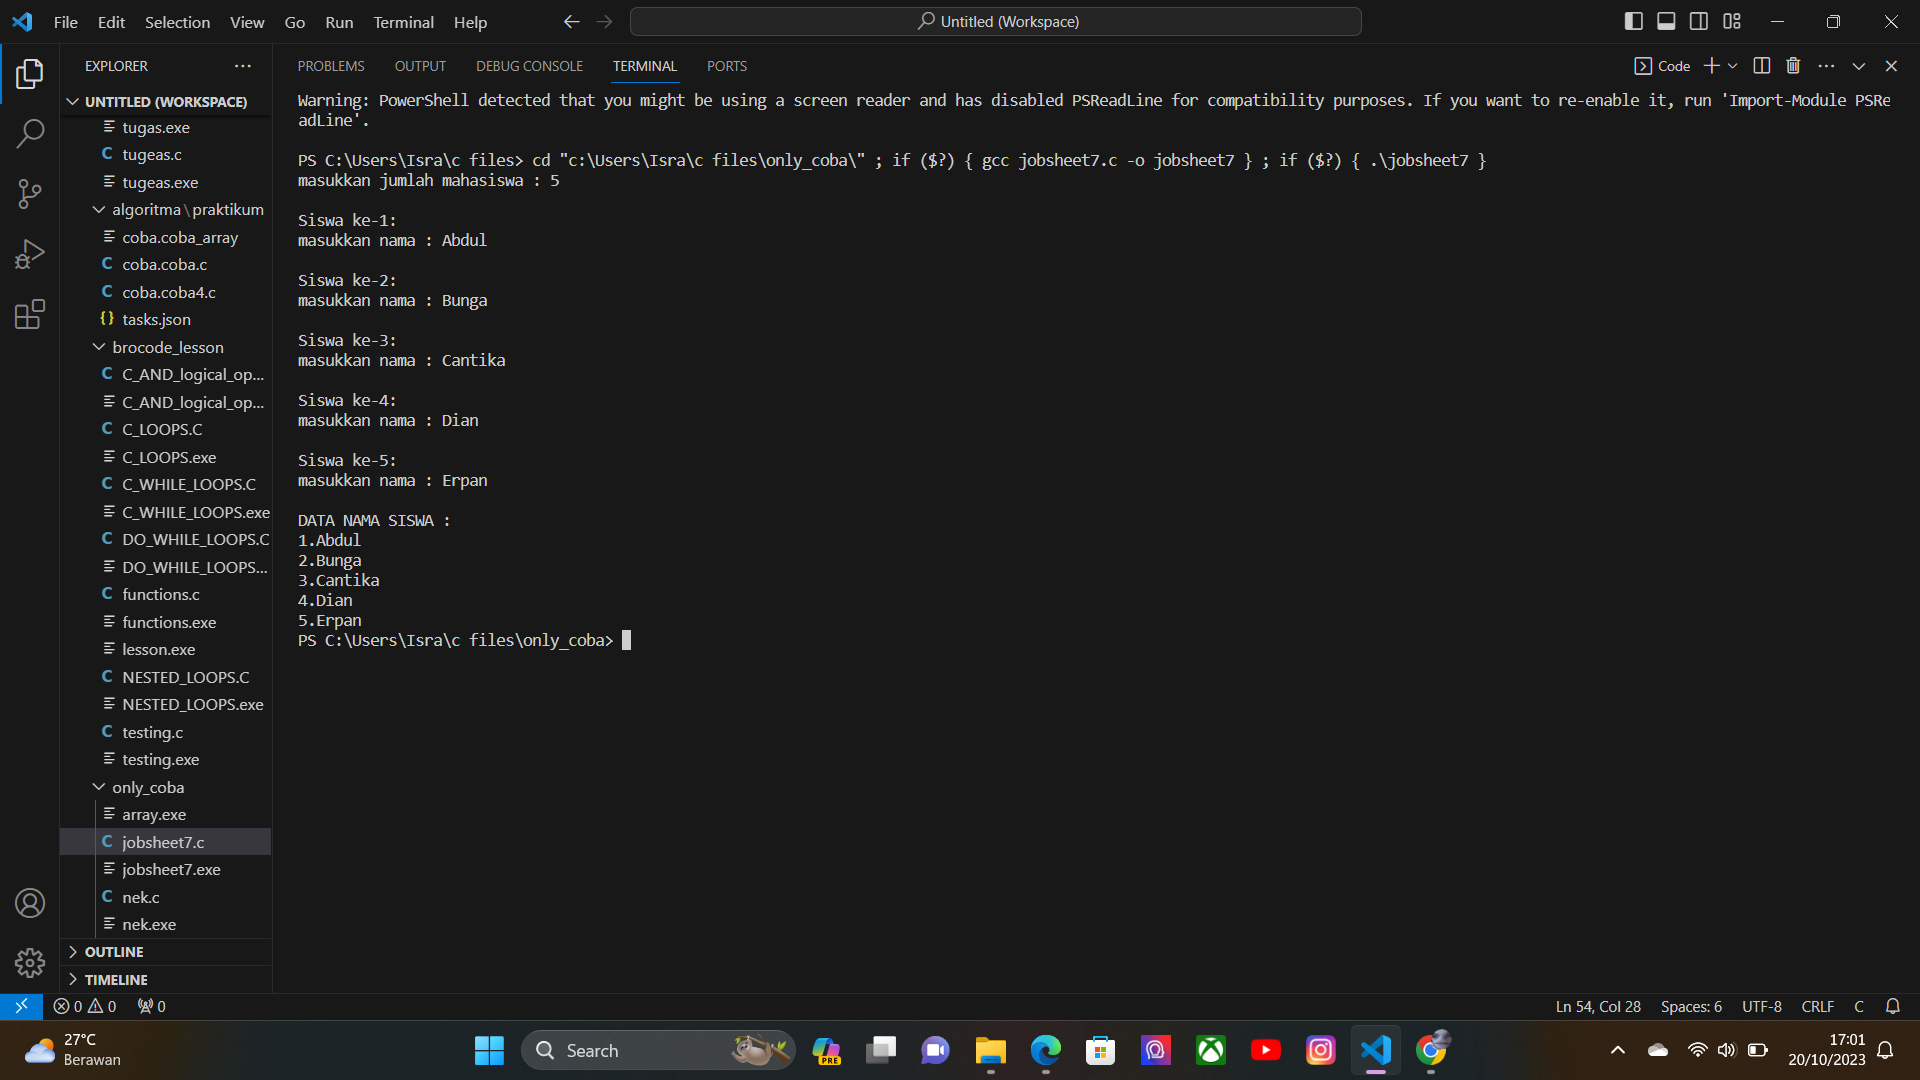 File Edit Selection View Go Run Terminal Help
Untitled (Workspace)
EXPLORER
UNTITLED (WORKSPACE)
tugas.exe
tugeas.c
tugeas.exe
algoritma\praktikum
coba.coba_array
coba.coba.c
coba.coba4.c
tasks.json
brocode_lesson
C_AND_logical_op...
C_AND_logical_op...
C_LOOPS.C
C_LOOPS.exe
C_WHILE_LOOPS.C
C_WHILE_LOOPS.exe
DO_WHILE_LOOPS.C
DO_WHILE_LOOPS...
functions.c
functions.exe
lesson.exe
NESTED_LOOPS.C
NESTED_LOOPS.exe
testing.c
testing.exe
only_coba
array.exe
jobsheet7.c
jobsheet7.exe
nek.c
nek.exe
OUTLINE
TIMELINE
PROBLEMS OUTPUT DEBUG CONSOLE TERMINAL PORTS
Code
Warning: PowerShell detected that you might be using a screen reader and has disabled PSReadLine for compatibility purposes. If you want to re-enable it, run 'Import-Module PSRe
adLine'.
PS C:\Users\Isra\c files> cd "c:\Users\Isra\c files\only_coba\" ; if ($?) { gcc jobsheet7.c -o jobsheet7 } ; if ($?) { .\jobsheet7 }
masukkan jumlah mahasiswa : 5
Siswa ke-1:
masukkan nama : Abdul
Siswa ke-2:
masukkan nama : Bunga
Siswa ke-3:
masukkan nama : Cantika
Siswa ke-4:
masukkan nama : Dian
Siswa ke-5:
masukkan nama : Erpan
DATA NAMA SISWA :
1.Abdul
2.Bunga
3.Cantika
4.Dian
5.Erpan
PS C:\Users\Isra\c files\only_coba>
0 0 0
Ln 54, Col 28 Spaces: 6 UTF-8 CRLF C
27°C
Berawan
Search
PRE
17:01
20/10/2023